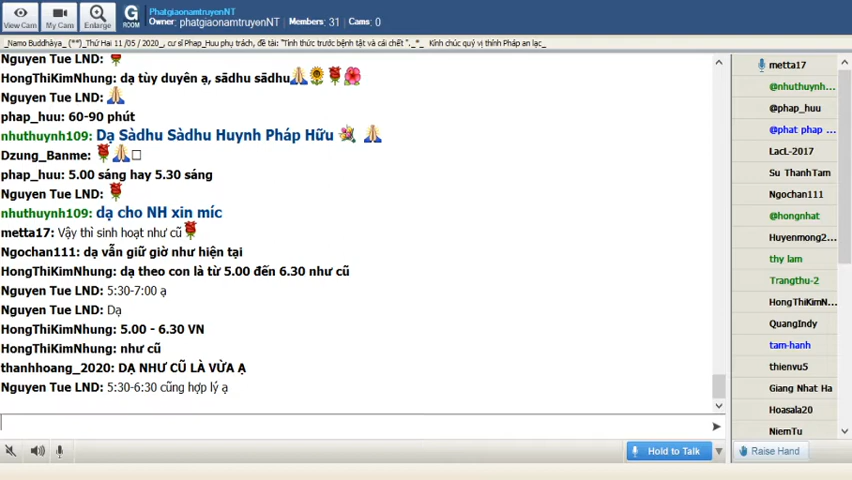 View Cam
My Cam
Enlarge
G
ROOM
PhatgiaonamtruyenNT
Owner: phatgiaonamtruyenNT Members: 31 Cams: 0
_Namo Buddhàya_ (**)_Thứ Hai 11 /05 / 2020_, cư sĩ Phap_Huu phụ trách, đề tài: "Tỉnh thức trước bệnh tật và cái chết "._*_ Kính chúc quý vị thính Pháp an lạc_
Nguyen Tue LND:
HongThiKimNhung: dạ tùy duyên ạ, sādhu sādhu
Nguyen Tue LND:
phap_huu: 60-90 phút
nhuthuynh109: Dạ Sàdhu Sàdhu Huynh Pháp Hữu
Dzung_Banme:
phap_huu: 5.00 sáng hay 5.30 sáng
Nguyen Tue LND:
nhuthuynh109: dạ cho NH xin míc
metta17: Vậy thì sinh hoạt như cũ
Ngochan111: dạ vẫn giữ giờ như hiện tại
HongThiKimNhung: dạ theo con là từ 5.00 đến 6.30 như cũ
Nguyen Tue LND: 5:30-7:00 ạ
Nguyen Tue LND: Dạ
HongThiKimNhung: 5.00 - 6.30 VN
HongThiKimNhung: như cũ
thanhhoang_2020: DẠ NHƯ CŨ LÀ VỪA Ạ
Nguyen Tue LND: 5:30-6:30 cũng hợp lý ạ
Hold to Talk
metta17
@nhuthuynh...
@phap_huu
@phat phap ...
LacL-2017
Su ThanhTam
Ngochan111
@hongnhat
Huyenmong2...
thy lam
Trangthu-2
HongThiKimN...
QuangIndy
tam-hanh
thienvu5
Giang Nhat Ha
Hoasala20
NiemTu
Raise Hand